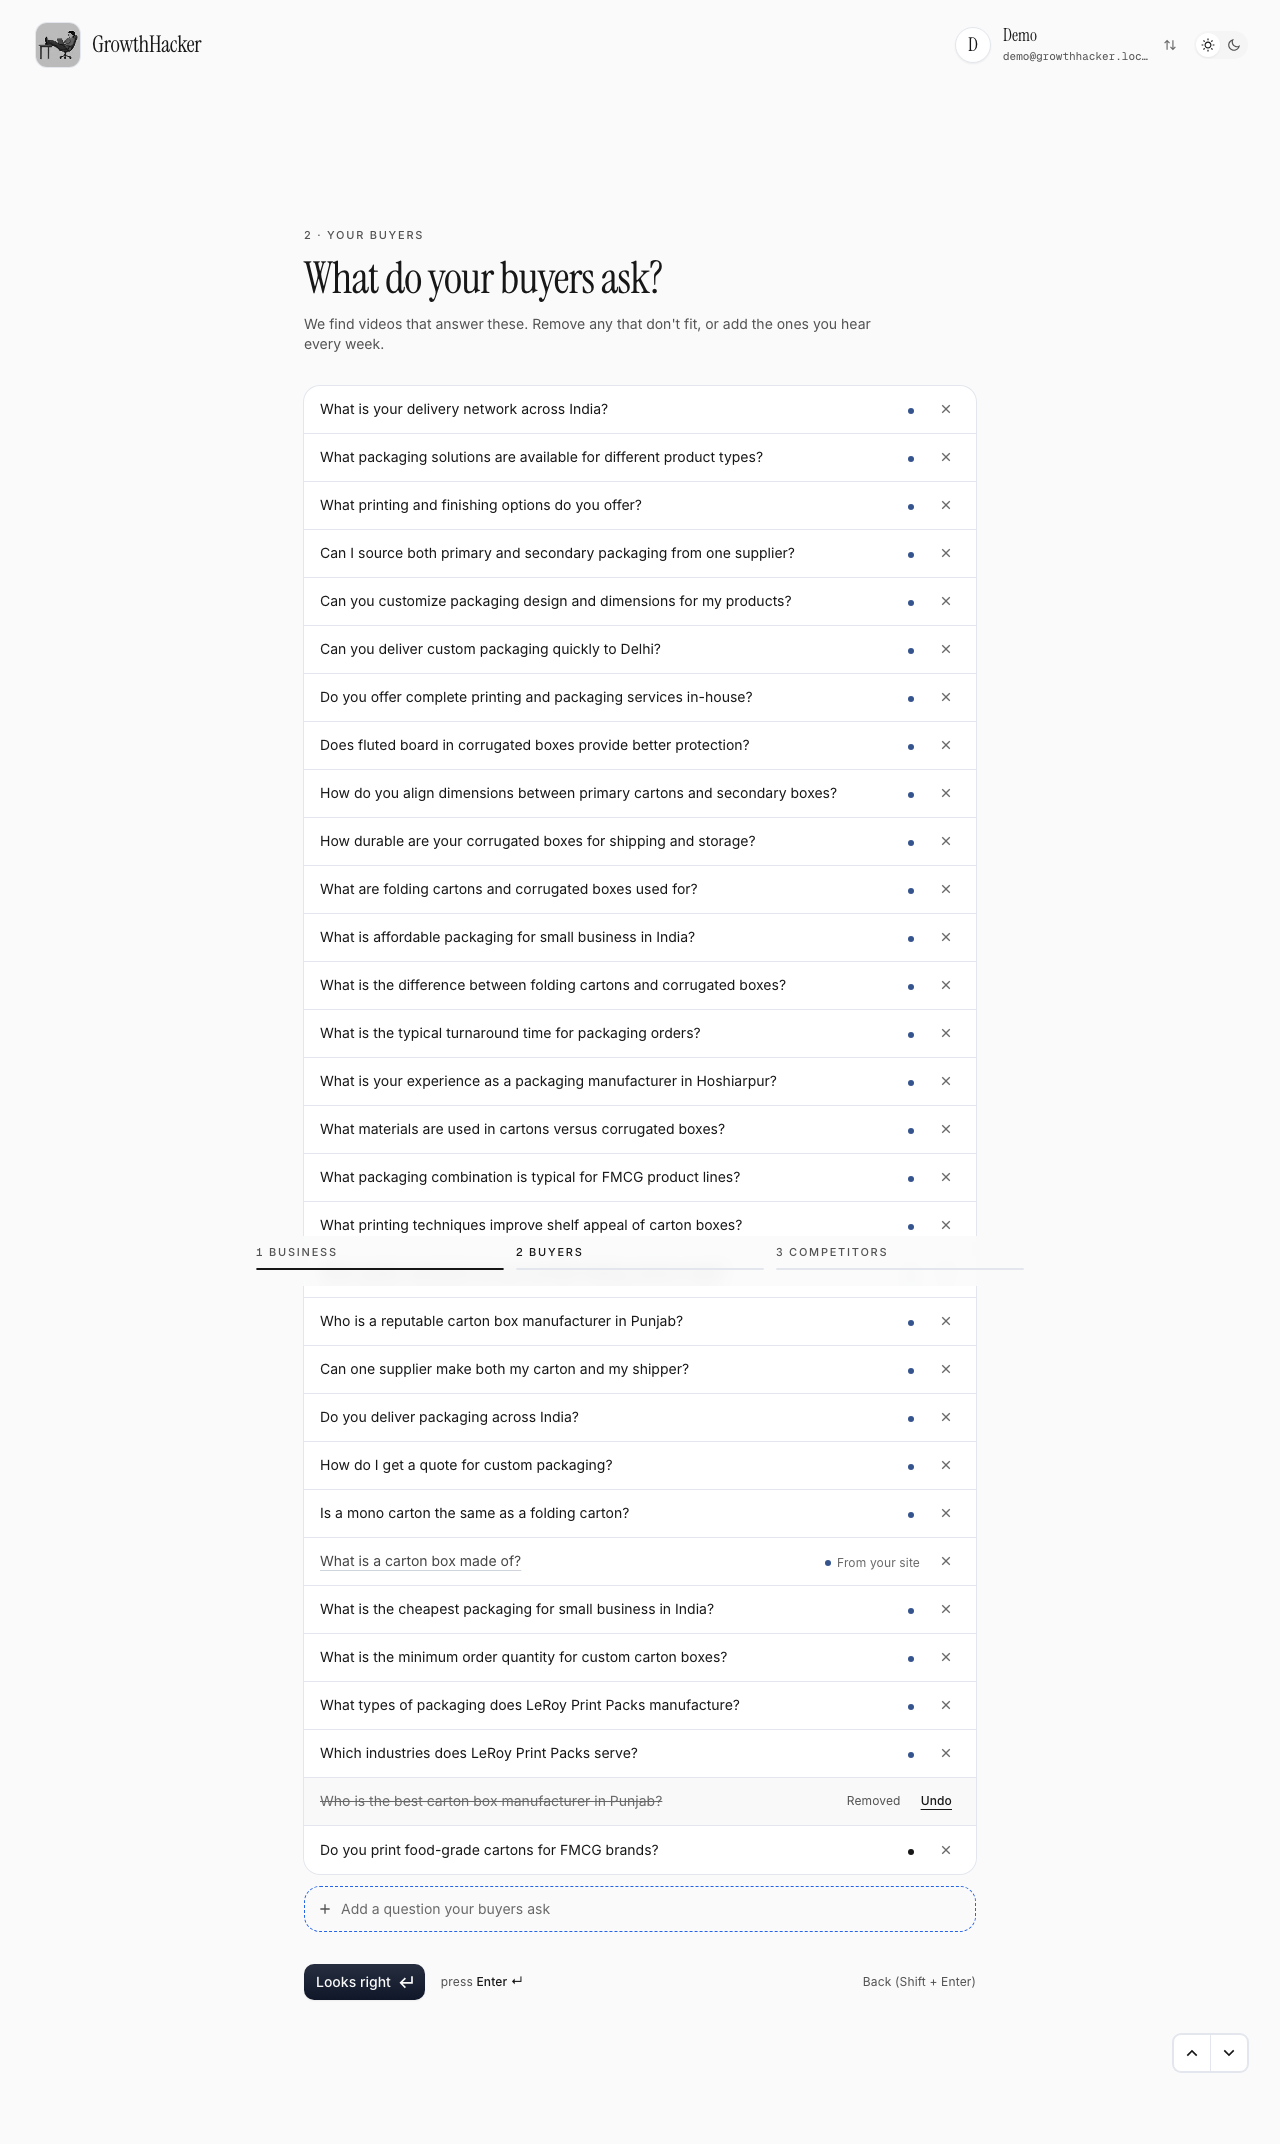 GrowthHacker
D
Demo
demo@growthhacker.loc…
2 · YOUR BUYERS
What do your buyers ask?
We find videos that answer these. Remove any that don't fit, or add the ones you hear
every week.
What is your delivery network across India?
What packaging solutions are available for different product types?
What printing and finishing options do you offer?
Can I source both primary and secondary packaging from one supplier?
Can you customize packaging design and dimensions for my products?
Can you deliver custom packaging quickly to Delhi?
Do you offer complete printing and packaging services in-house?
Does fluted board in corrugated boxes provide better protection?
How do you align dimensions between primary cartons and secondary boxes?
How durable are your corrugated boxes for shipping and storage?
What are folding cartons and corrugated boxes used for?
What is affordable packaging for small business in India?
What is the difference between folding cartons and corrugated boxes?
What is the typical turnaround time for packaging orders?
What is your experience as a packaging manufacturer in Hoshiarpur?
What materials are used in cartons versus corrugated boxes?
What packaging combination is typical for FMCG product lines?
What printing techniques improve shelf appeal of carton boxes?
1 BUSINESS
2 BUYERS
3 COMPETITORS
Who is a reputable carton box manufacturer in Punjab?
Can one supplier make both my carton and my shipper?
Do you deliver packaging across India?
How do I get a quote for custom packaging?
Is a mono carton the same as a folding carton?
What is a carton box made of?
From your site
What is the cheapest packaging for small business in India?
What is the minimum order quantity for custom carton boxes?
What types of packaging does LeRoy Print Packs manufacture?
Which industries does LeRoy Print Packs serve?
Who is the best carton box manufacturer in Punjab?
Removed
Undo
Do you print food-grade cartons for FMCG brands?
+ Add a question your buyers ask
Looks right ↵
press Enter ↵
Back (Shift + Enter)